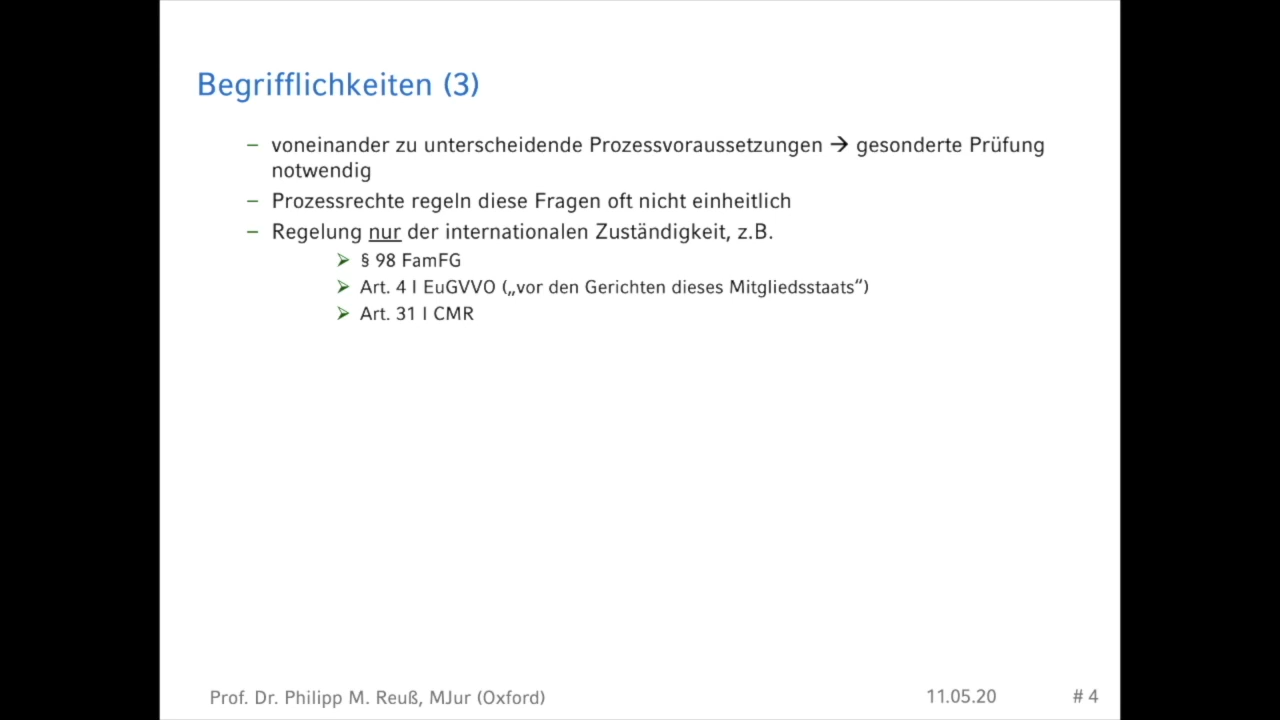 Begrifflichkeiten (3)
– voneinander zu unterscheidende Prozessvoraussetzungen → gesonderte Prüfung
notwendig
– Prozessrechte regeln diese Fragen oft nicht einheitlich
– Regelung nur der internationalen Zuständigkeit, z.B.
➢ § 98 FamFG
➢ Art. 4 I EuGVVO („vor den Gerichten dieses Mitgliedsstaats“)
➢ Art. 31 I CMR
Prof. Dr. Philipp M. Reuß, MJur (Oxford) 11.05.20 # 4